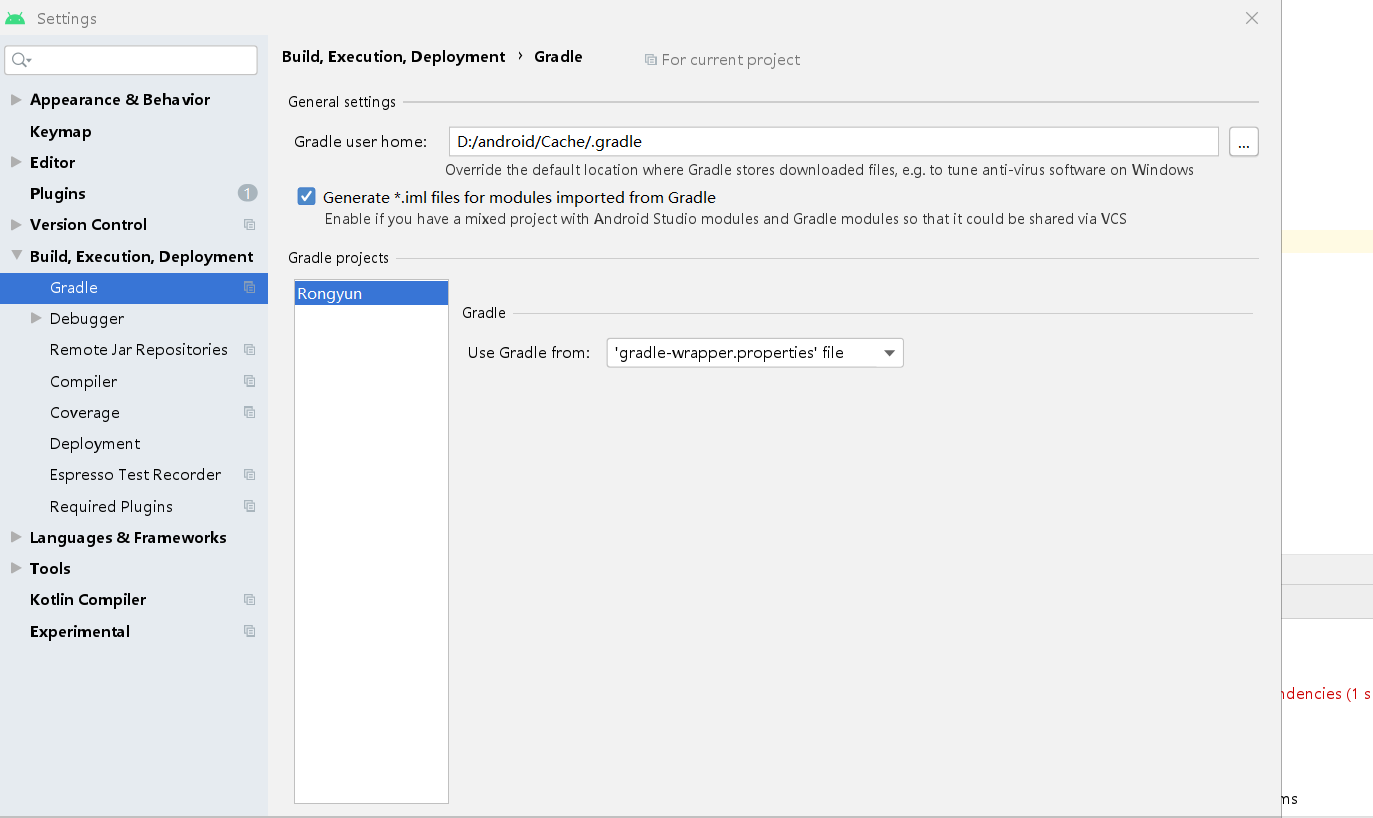 Settings
Appearance & Behavior
Keymap
Editor
Plugins
1
Version Control
Build, Execution, Deployment
Gradle
Debugger
Remote Jar Repositories
Compiler
Coverage
Deployment
Espresso Test Recorder
Required Plugins
Languages & Frameworks
Tools
Kotlin Compiler
Experimental
Build, Execution, Deployment › Gradle
For current project
General settings
Gradle user home:
D:/android/Cache/.gradle
...
Override the default location where Gradle stores downloaded files, e.g. to tune anti-virus software on Windows
Generate *.iml files for modules imported from Gradle
Enable if you have a mixed project with Android Studio modules and Gradle modules so that it could be shared via VCS
Gradle projects
Rongyun
Gradle
Use Gradle from:
'gradle-wrapper.properties' file
ndencies (1 s
ms